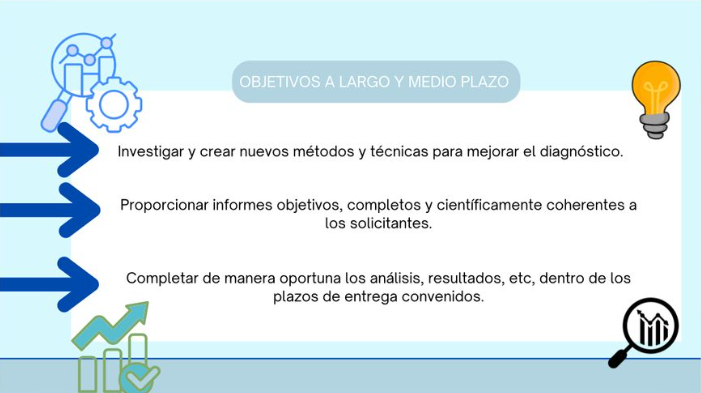 OBJETIVOS A LARGO Y MEDIO PLAZO
Investigar y crear nuevos métodos y técnicas para mejorar el diagnóstico.
Proporcionar informes objetivos, completos y científicamente coherentes a
los solicitantes.
Completar de manera oportuna los análisis, resultados, etc, dentro de los
plazos de entrega convenidos.